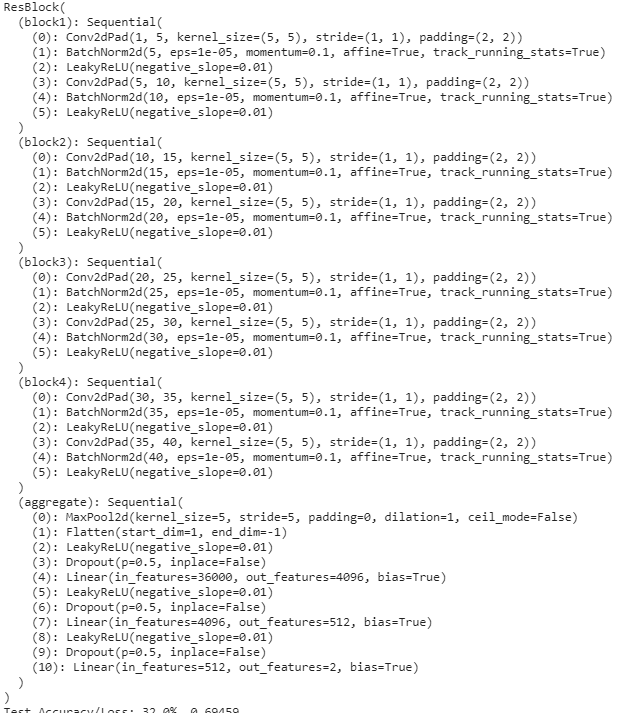 ResBlock(
  (block1): Sequential(
    (0): Conv2dPad(1, 5, kernel_size=(5, 5), stride=(1, 1), padding=(2, 2))
    (1): BatchNorm2d(5, eps=1e-05, momentum=0.1, affine=True, track_running_stats=True)
    (2): LeakyReLU(negative_slope=0.01)
    (3): Conv2dPad(5, 10, kernel_size=(5, 5), stride=(1, 1), padding=(2, 2))
    (4): BatchNorm2d(10, eps=1e-05, momentum=0.1, affine=True, track_running_stats=True)
    (5): LeakyReLU(negative_slope=0.01)
  )
  (block2): Sequential(
    (0): Conv2dPad(10, 15, kernel_size=(5, 5), stride=(1, 1), padding=(2, 2))
    (1): BatchNorm2d(15, eps=1e-05, momentum=0.1, affine=True, track_running_stats=True)
    (2): LeakyReLU(negative_slope=0.01)
    (3): Conv2dPad(15, 20, kernel_size=(5, 5), stride=(1, 1), padding=(2, 2))
    (4): BatchNorm2d(20, eps=1e-05, momentum=0.1, affine=True, track_running_stats=True)
    (5): LeakyReLU(negative_slope=0.01)
  )
  (block3): Sequential(
    (0): Conv2dPad(20, 25, kernel_size=(5, 5), stride=(1, 1), padding=(2, 2))
    (1): BatchNorm2d(25, eps=1e-05, momentum=0.1, affine=True, track_running_stats=True)
    (2): LeakyReLU(negative_slope=0.01)
    (3): Conv2dPad(25, 30, kernel_size=(5, 5), stride=(1, 1), padding=(2, 2))
    (4): BatchNorm2d(30, eps=1e-05, momentum=0.1, affine=True, track_running_stats=True)
    (5): LeakyReLU(negative_slope=0.01)
  )
  (block4): Sequential(
    (0): Conv2dPad(30, 35, kernel_size=(5, 5), stride=(1, 1), padding=(2, 2))
    (1): BatchNorm2d(35, eps=1e-05, momentum=0.1, affine=True, track_running_stats=True)
    (2): LeakyReLU(negative_slope=0.01)
    (3): Conv2dPad(35, 40, kernel_size=(5, 5), stride=(1, 1), padding=(2, 2))
    (4): BatchNorm2d(40, eps=1e-05, momentum=0.1, affine=True, track_running_stats=True)
    (5): LeakyReLU(negative_slope=0.01)
  )
  (aggregate): Sequential(
    (0): MaxPool2d(kernel_size=5, stride=5, padding=0, dilation=1, ceil_mode=False)
    (1): Flatten(start_dim=1, end_dim=-1)
    (2): LeakyReLU(negative_slope=0.01)
    (3): Dropout(p=0.5, inplace=False)
    (4): Linear(in_features=36000, out_features=4096, bias=True)
    (5): LeakyReLU(negative_slope=0.01)
    (6): Dropout(p=0.5, inplace=False)
    (7): Linear(in_features=4096, out_features=512, bias=True)
    (8): LeakyReLU(negative_slope=0.01)
    (9): Dropout(p=0.5, inplace=False)
    (10): Linear(in_features=512, out_features=2, bias=True)
  )
)
Test Accuracy/Loss: 32.0%